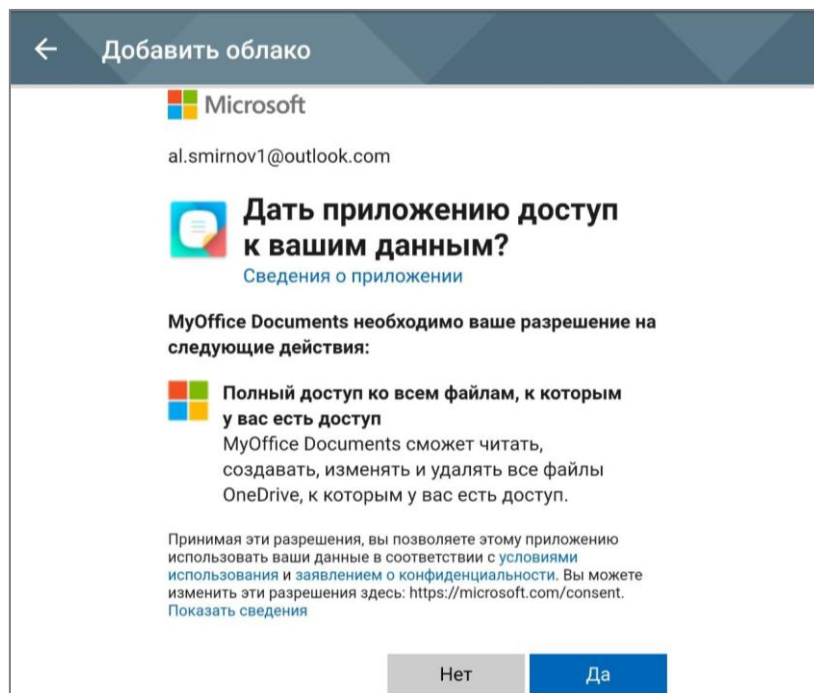 Добавить облако
Microsoft
al.smirnov1@outlook.com
Дать приложению доступ
к вашим данным?
Сведения о приложении
MyOffice Documents необходимо ваше разрешение на
следующие действия:
Полный доступ ко всем файлам, к которым
у вас есть доступ
MyOffice Documents сможет читать,
создавать, изменять и удалять все файлы
OneDrive, к которым у вас есть доступ.
Принимая эти разрешения, вы позволяете этому приложению
использовать ваши данные в соответствии с условиями
использования и заявлением о конфиденциальности. Вы можете
изменить эти разрешения здесь: https://microsoft.com/consent.
Показать сведения
Нет Да